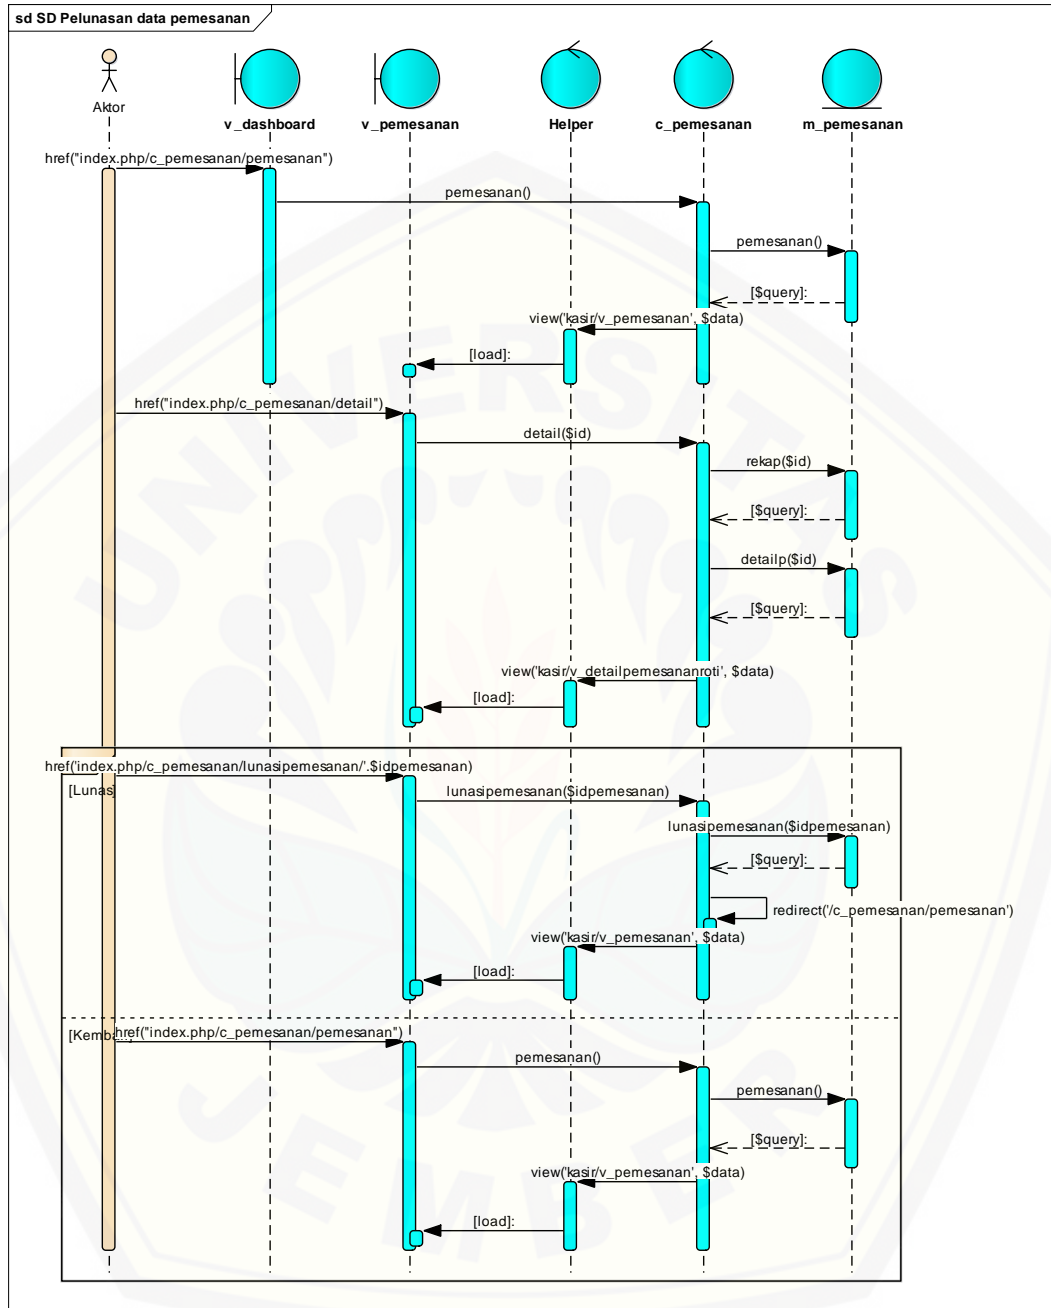 sd SD Pelunasan data pemesanan
Aktor
v_dashboard
v_pemesanan
Helper
c_pemesanan
m_pemesanan
href("index.php/c_pemesanan/pemesanan")
pemesanan()
pemesanan()
[$query]:
view('kasir/v_pemesanan', $data)
[load]:
href("index.php/c_pemesanan/detail")
detail($id)
rekap($id)
[$query]:
detailp($id)
[$query]:
view('kasir/v_detailpemesananroti', $data)
[load]:
href('index.php/c_pemesanan/lunasipemesanan/'.$idpemesanan)
[Lunas]
lunasipemesanan($idpemesanan)
lunasipemesanan($idpemesanan)
[$query]:
redirect('/c_pemesanan/pemesanan')
view('kasir/v_pemesanan', $data)
[load]:
href("index.php/c_pemesanan/pemesanan")
pemesanan()
pemesanan()
[$query]:
view('kasir/v_pemesanan', $data)
[load]:
UNIVERSITAS
JEMBER